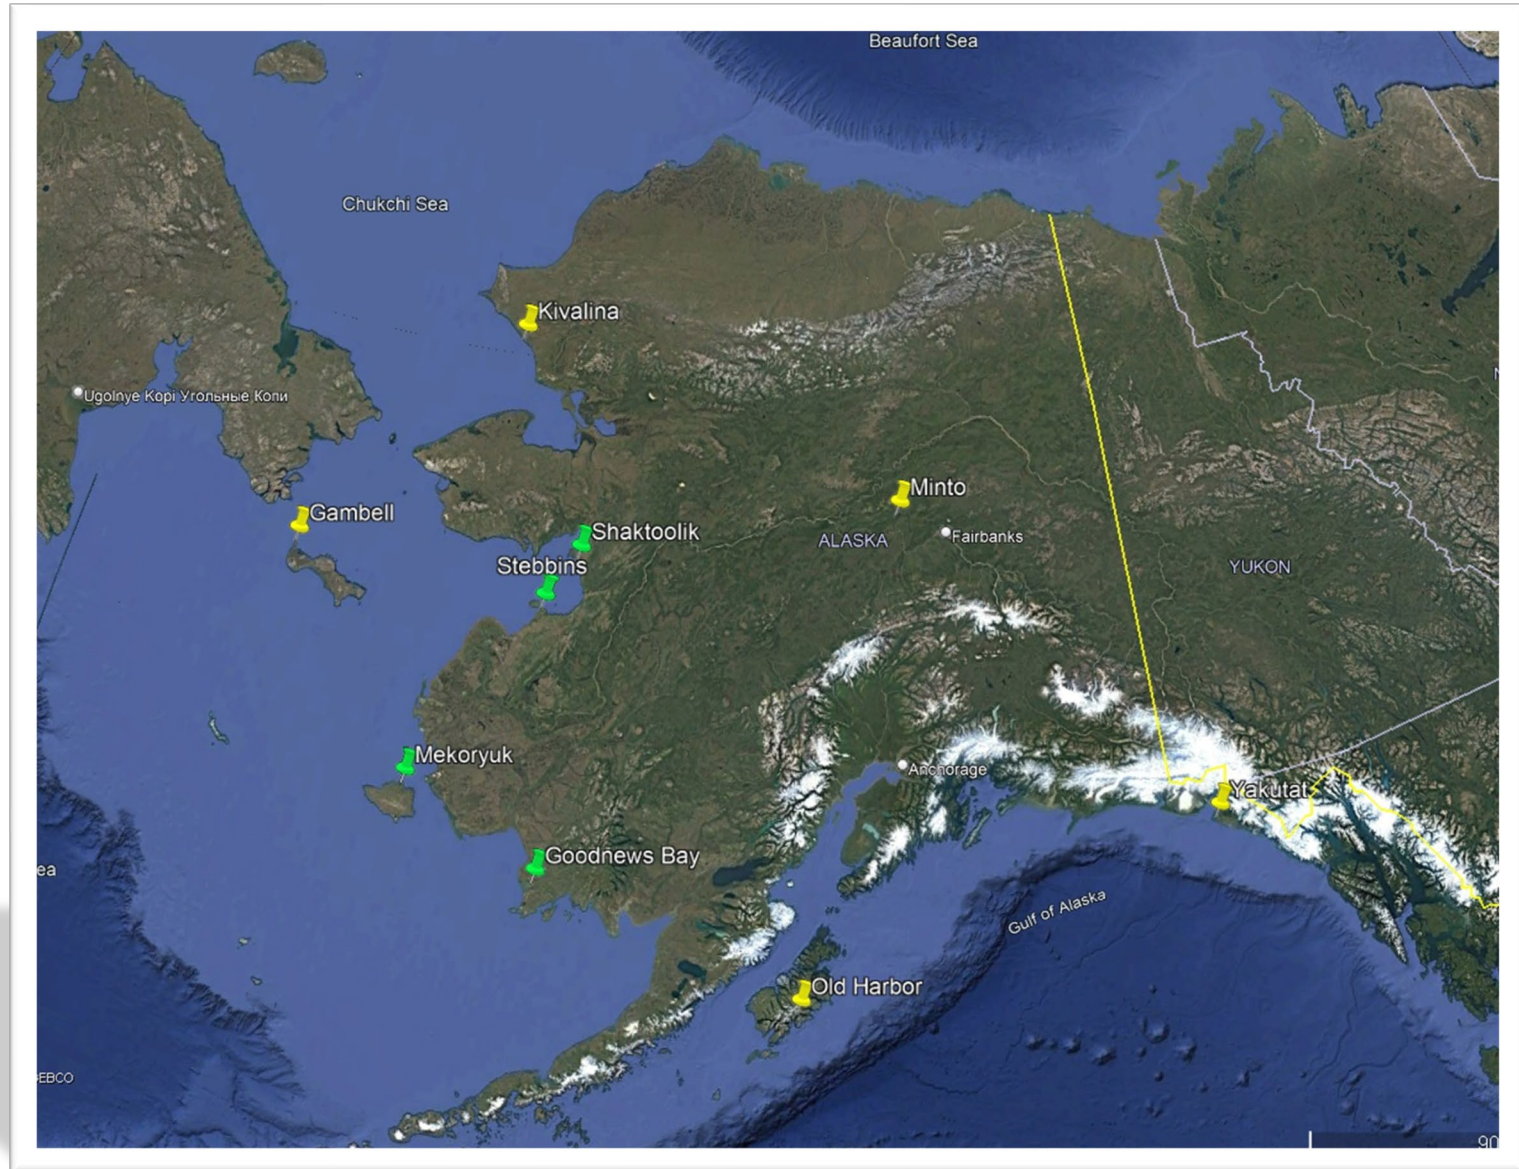 Beaufort Sea
Chukchi Sea
Kivalina
Ugolnye Kopi Угольные Копи
Minto
Gambell
Shaktoolik
Fairbanks
ALASKA
Stebbins
YUKON
Mekoryuk
Anchorage
Yakutat
Goodnews Bay
ea
Gulf of Alaska
Old Harbor
EBCO
90